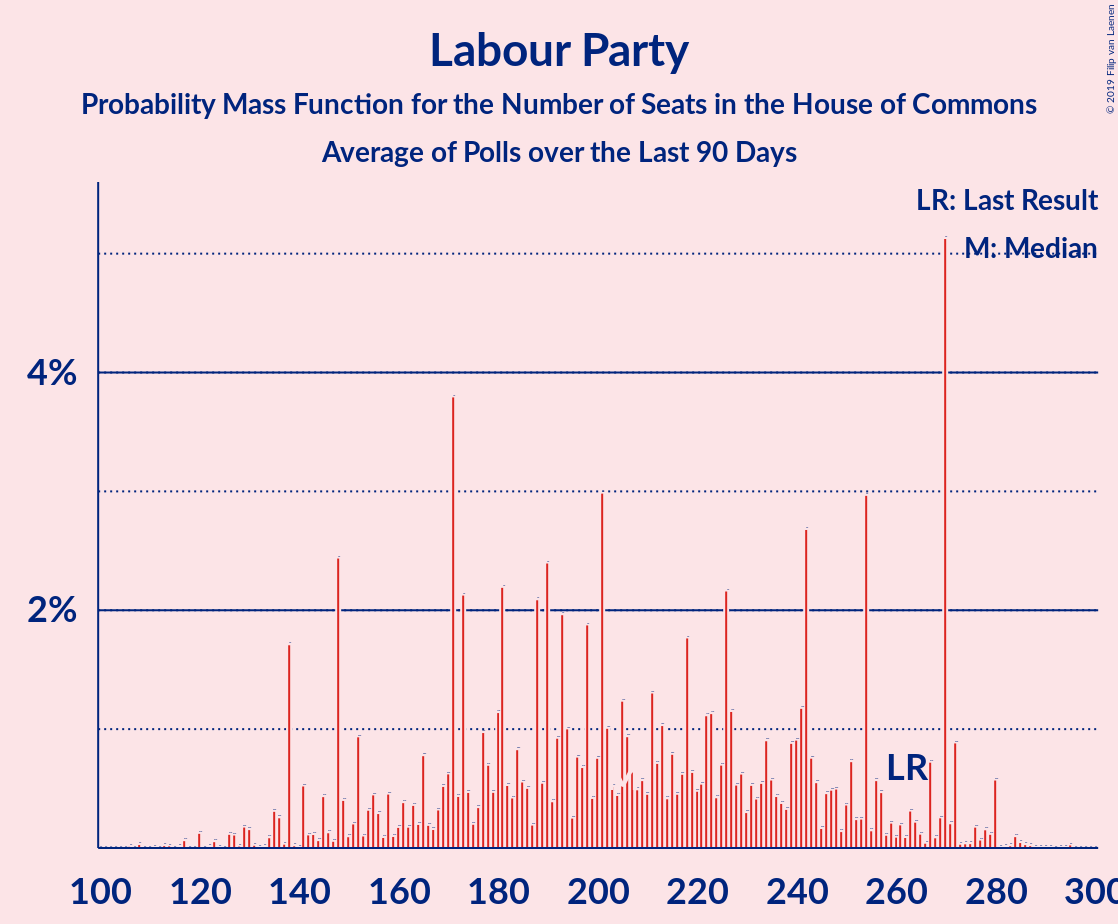 Labour Party
Probability Mass Function for the Number of Seats in the House of Commons
Average of Polls over the Last 90 Days
© 2019 Filip van Laenen
LR: Last Result
M: Median
4%
2%
LR
100 120 140 160 180 200 220 240 260 280 300